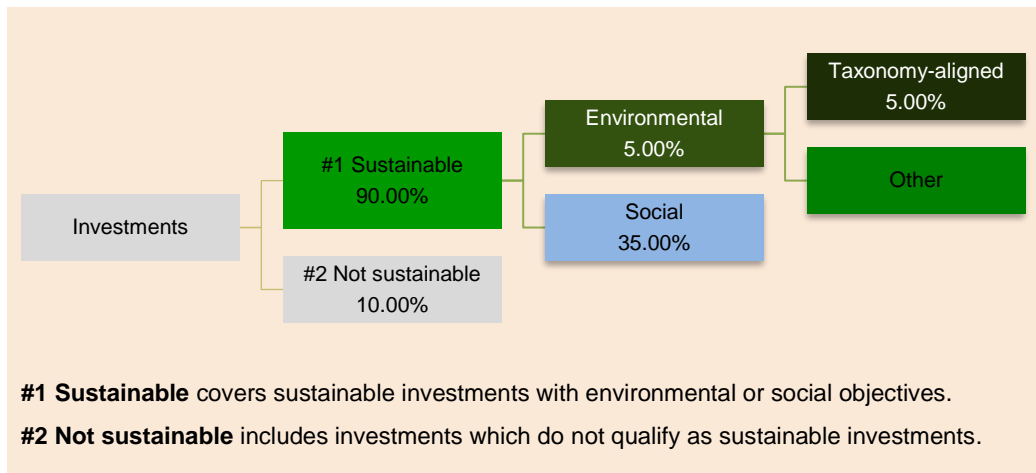 Taxonomy-aligned
5.00%
Environmental
5.00%
#1 Sustainable
90.00%
Other
Investments
Social
35.00%
#2 Not sustainable
10.00%
#1 Sustainable covers sustainable investments with environmental or social objectives.
#2 Not sustainable includes investments which do not qualify as sustainable investments.